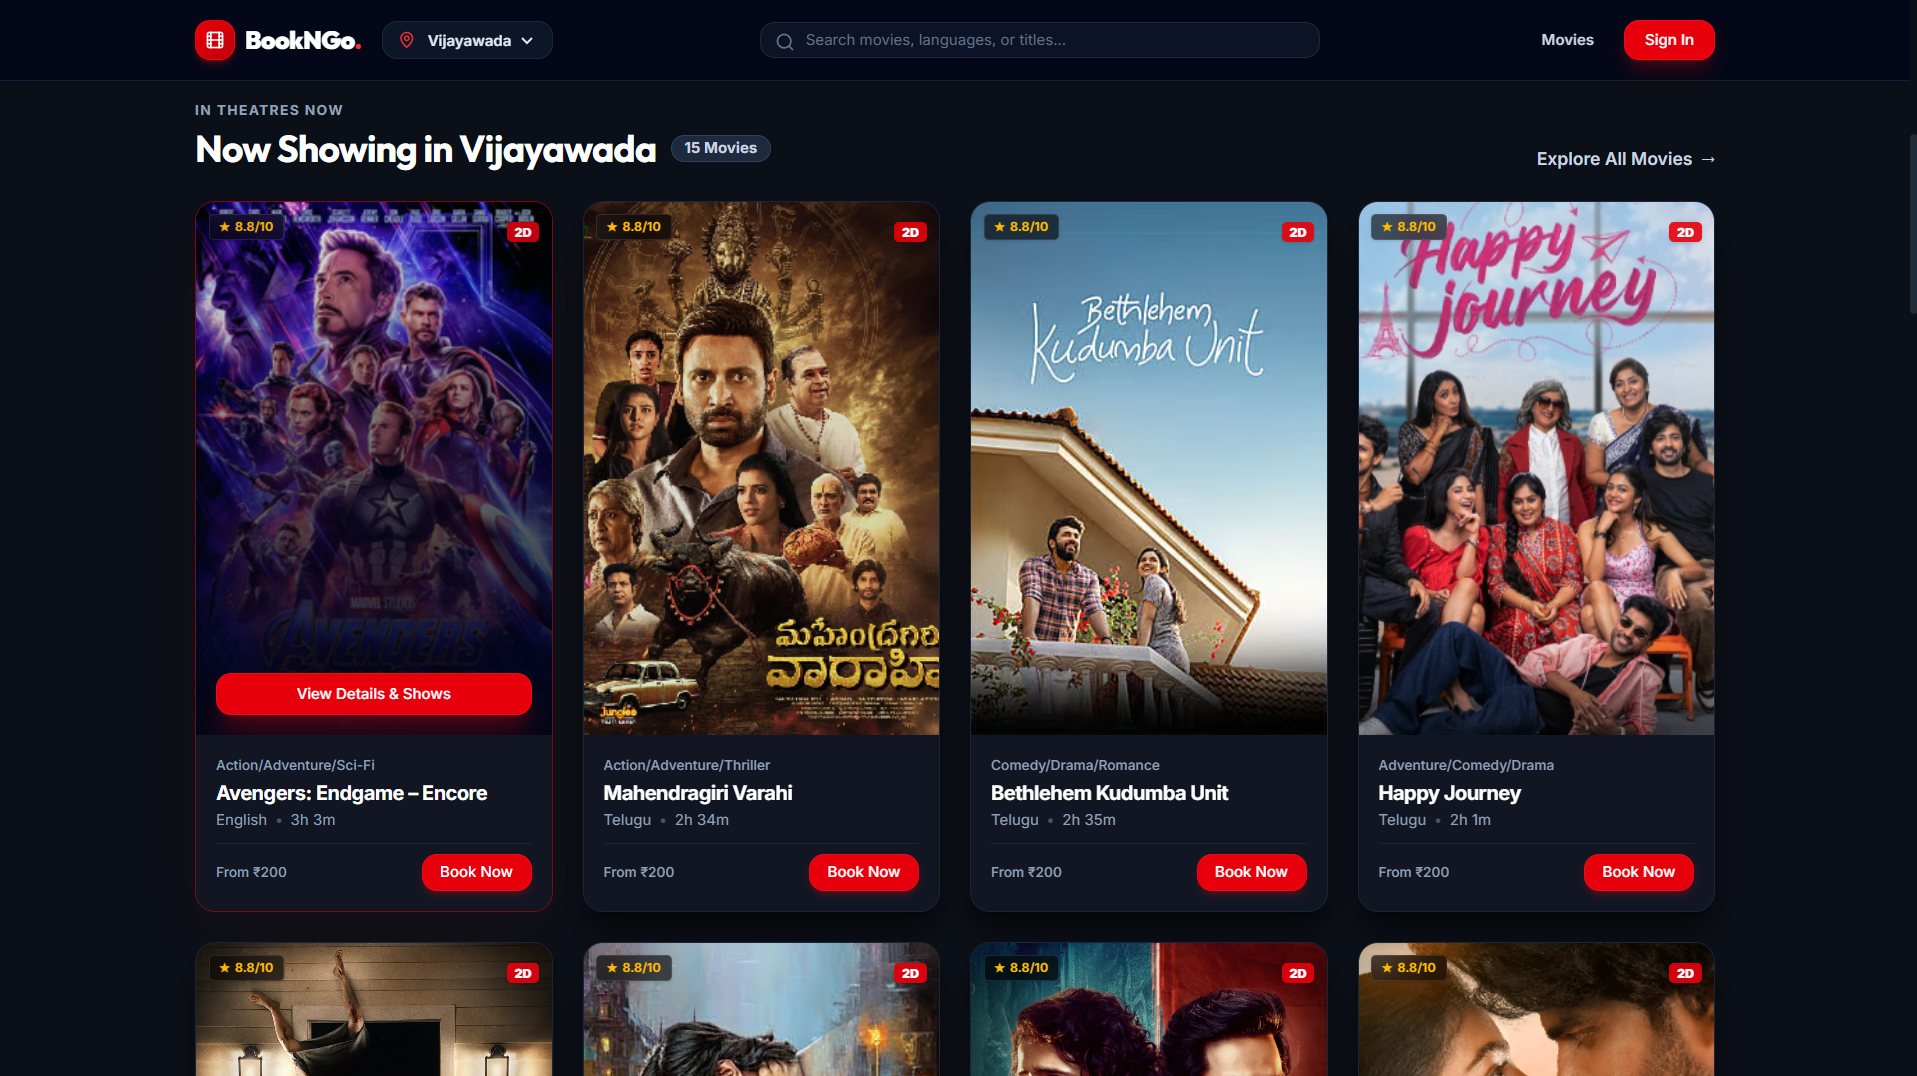 BookNGo.
Vijayawada
Search movies, languages, or titles...
Movies
Sign In
IN THEATRES NOW
Now Showing in Vijayawada
15 Movies
Explore All Movies →
★ 8.8/10
2D
MARVEL STUDIOS
AVENGERS
View Details & Shows
Action/Adventure/Sci-Fi
Avengers: Endgame – Encore
English • 3h 3m
From ₹200
Book Now
★ 8.8/10
2D
మహేంద్రగిరి
వారాహి
Junglee
Action/Adventure/Thriller
Mahendragiri Varahi
Telugu • 2h 34m
From ₹200
Book Now
★ 8.8/10
2D
Bethlehem
Kudumba Unit
Comedy/Drama/Romance
Bethlehem Kudumba Unit
Telugu • 2h 35m
From ₹200
Book Now
★ 8.8/10
2D
Happy
journey
Adventure/Comedy/Drama
Happy Journey
Telugu • 2h 1m
From ₹200
Book Now
★ 8.8/10
2D
★ 8.8/10
2D
★ 8.8/10
2D
★ 8.8/10
2D